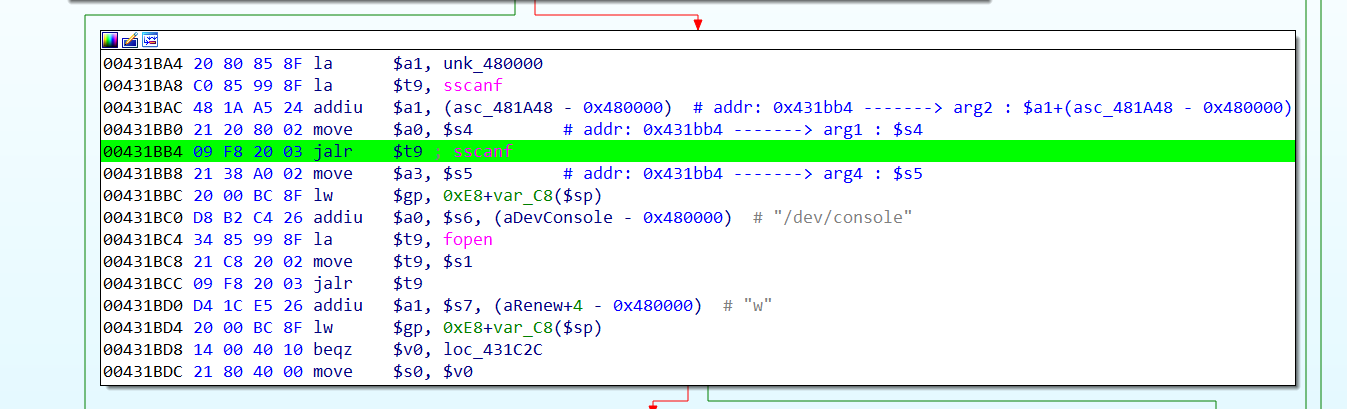 00431BA4 20 80 85 8F la $a1, unk_480000
00431BA8 C0 85 99 8F la $t9, sscanf
00431BAC 48 1A A5 24 addiu $a1, (asc_481A48 - 0x480000) # addr: 0x431bb4 -------> arg2 : $a1+(asc_481A48 - 0x480000)
00431BB0 21 20 80 02 move $a0, $s4 # addr: 0x431bb4 -------> arg1 : $s4
00431BB4 09 F8 20 03 jalr $t9 ; sscanf
00431BB8 21 38 A0 02 move $a3, $s5 # addr: 0x431bb4 -------> arg4 : $s5
00431BBC 20 00 BC 8F lw $gp, 0xE8+var_C8($sp)
00431BC0 D8 B2 C4 26 addiu $a0, $s6, (aDevConsole - 0x480000) # "/dev/console"
00431BC4 34 85 99 8F la $t9, fopen
00431BC8 21 C8 20 02 move $t9, $s1
00431BCC 09 F8 20 03 jalr $t9
00431BD0 D4 1C E5 26 addiu $a1, $s7, (aRenew+4 - 0x480000) # "w"
00431BD4 20 00 BC 8F lw $gp, 0xE8+var_C8($sp)
00431BD8 14 00 40 10 beqz $v0, loc_431C2C
00431BDC 21 80 40 00 move $s0, $v0